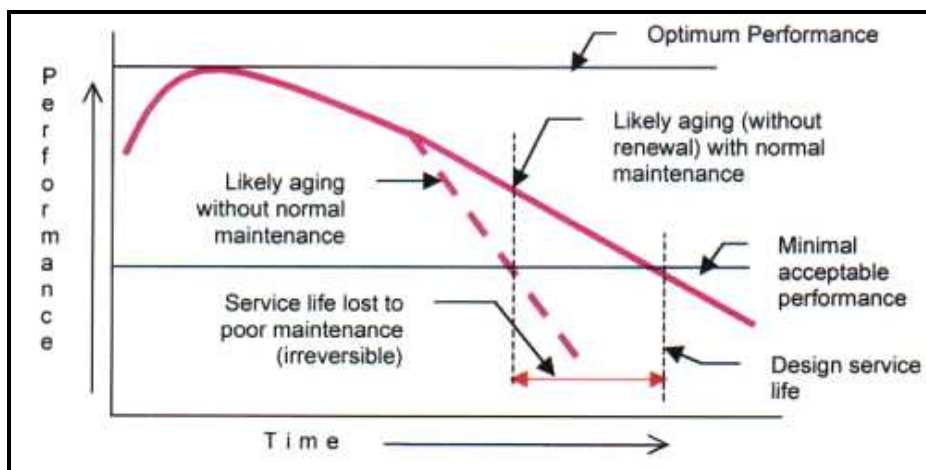 Optimum Performance
Performance
Likely aging (without
renewal) with normal
maintenance
Likely aging
without normal
maintenance
Minimal
acceptable
performance
Service life lost to
poor maintenance
(irreversible)
Design service
life
Time